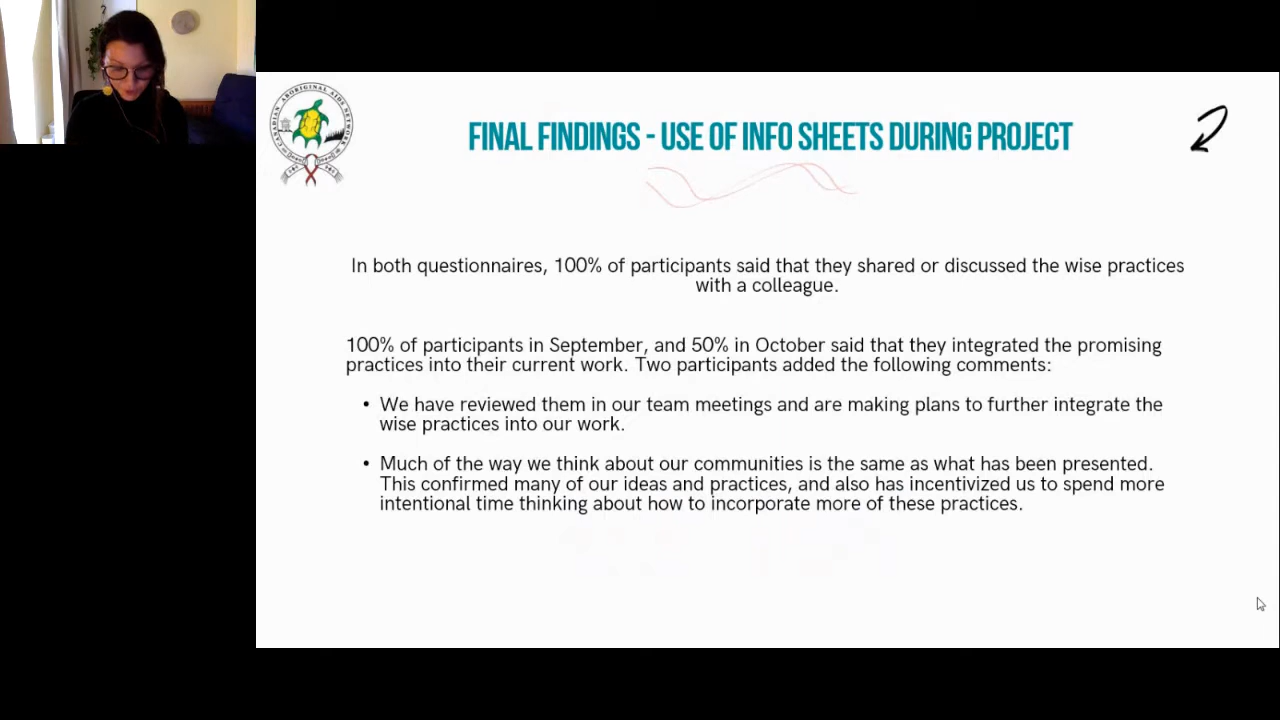 CANADIAN ABORIGINAL AIDS NETWORK
FINAL FINDINGS - USE OF INFO SHEETS DURING PROJECT
In both questionnaires, 100% of participants said that they shared or discussed the wise practices
with a colleague.
100% of participants in September, and 50% in October said that they integrated the promising
practices into their current work. Two participants added the following comments:
• We have reviewed them in our team meetings and are making plans to further integrate the
wise practices into our work.
• Much of the way we think about our communities is the same as what has been presented.
This confirmed many of our ideas and practices, and also has incentivized us to spend more
intentional time thinking about how to incorporate more of these practices.